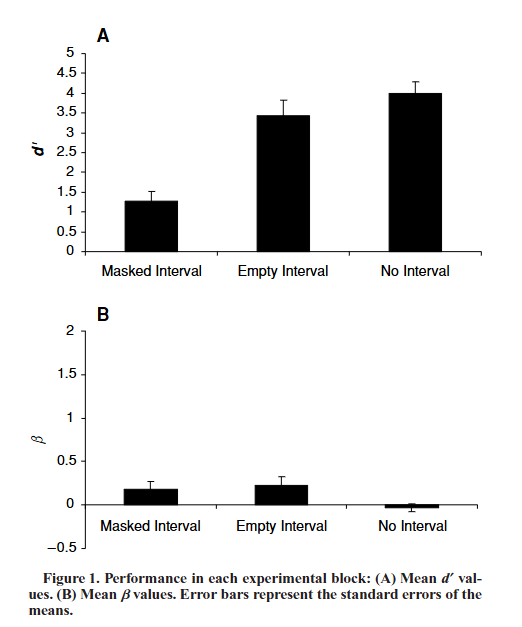 A
5
4.5
4
3.5
3
2.5
2
1.5
1
0.5
0
d′
Masked Interval Empty Interval No Interval
B
2
1.5
1
0.5
0
−0.5
β
Masked Interval Empty Interval No Interval
Figure 1. Performance in each experimental block: (A) Mean d′ val-
ues. (B) Mean β values. Error bars represent the standard errors of the
means.